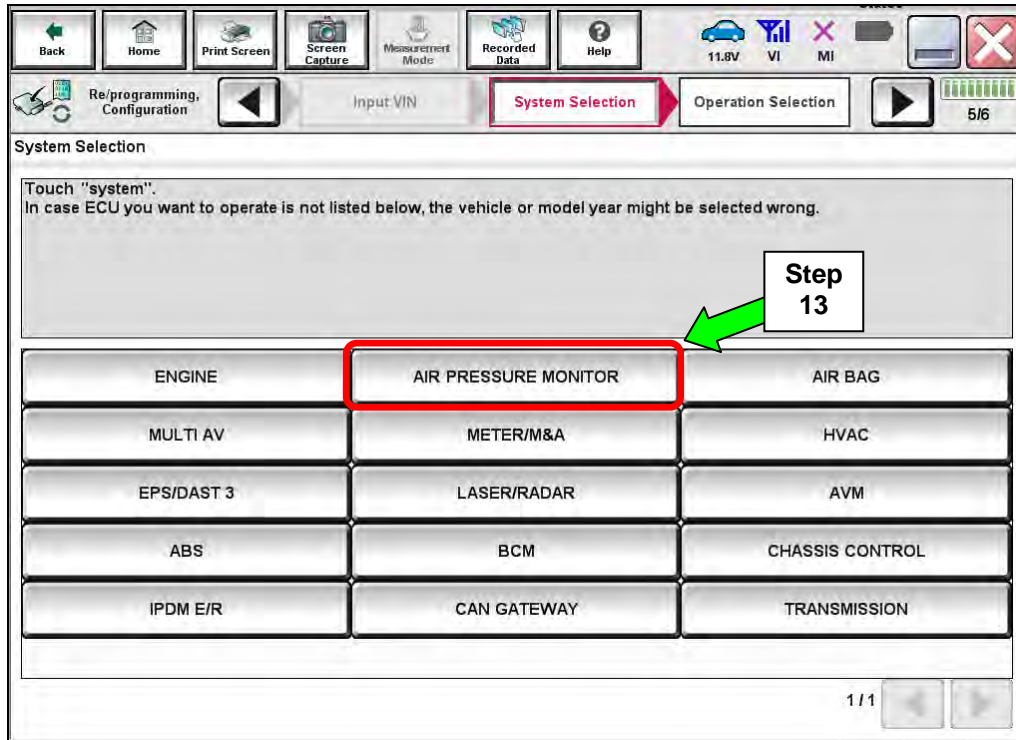 Back
Home
Print Screen
Screen
Capture
Measurement
Mode
Recorded
Data
Help
11.8V
VI
MI
Re/programming,
Configuration
Input VIN
System Selection
Operation Selection
5/6
System Selection
Touch "system".
In case ECU you want to operate is not listed below, the vehicle or model year might be selected wrong.
Step
13
ENGINE
AIR PRESSURE MONITOR
AIR BAG
MULTI AV
METER/M&A
HVAC
EPS/DAST 3
LASER/RADAR
AVM
ABS
BCM
CHASSIS CONTROL
IPDM E/R
CAN GATEWAY
TRANSMISSION
1/1